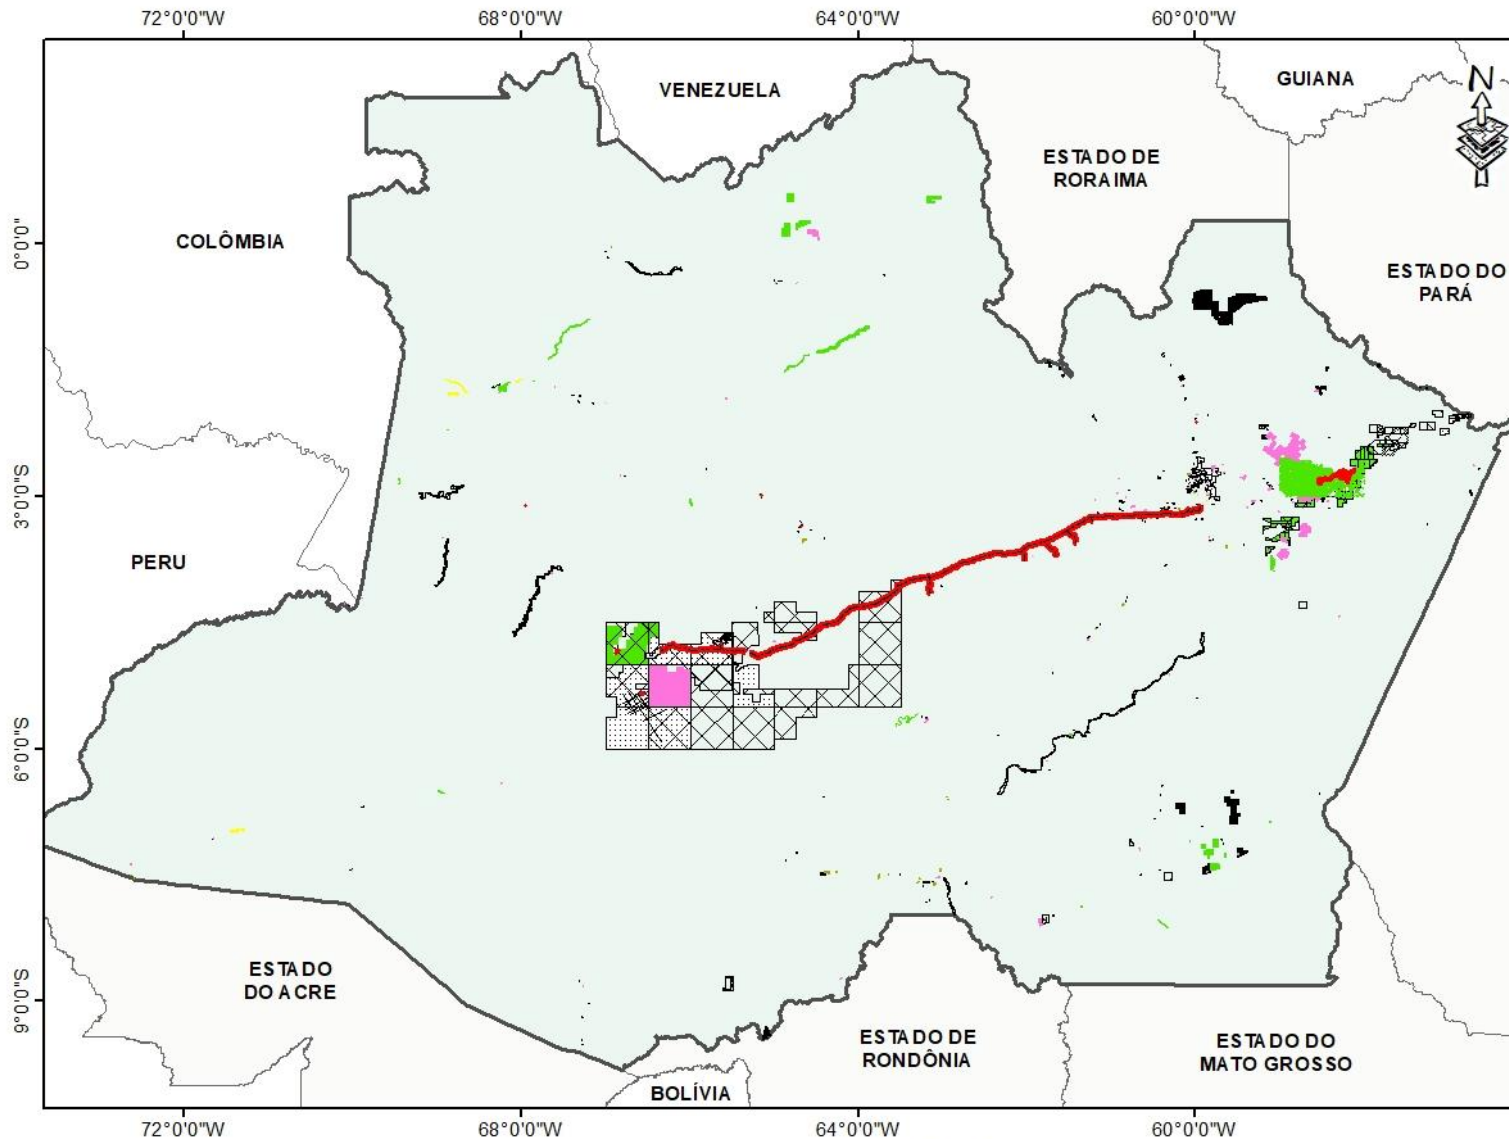 72°0'0"W 68°0'0"W 64°0'0"W 60°0'0"W
VENEZUELA
GUIANA
N
ESTADO DE
RORAIMA
COLÔMBIA
0°0'0"
ESTADO DO
PARÁ
3°0'0"S
PERU
6°0'0"S
ESTADO
DO ACRE
9°0'0"S
ESTADO DE
RONDÔNIA
ESTADO DO
MATO GROSSO
BOLÍVIA
72°0'0"W 68°0'0"W 64°0'0"W 60°0'0"W